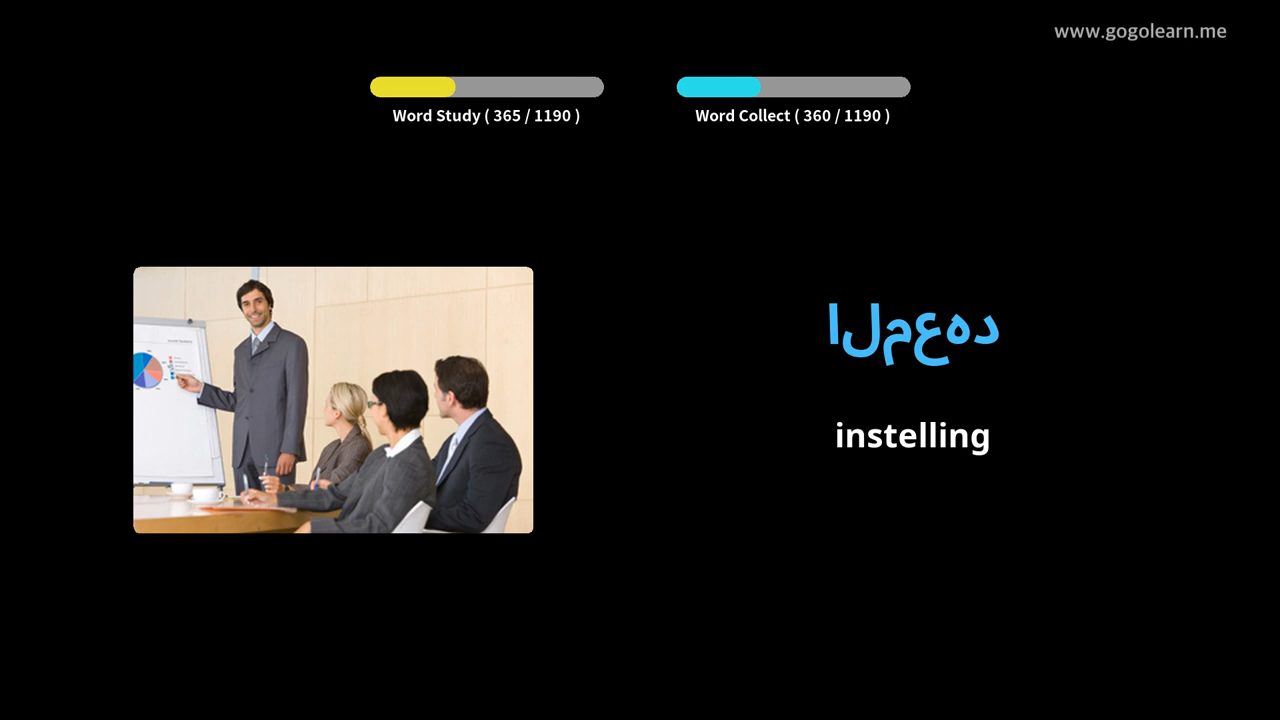 www.gogolearn.me
Word Study ( 365 / 1190 )
Word Collect ( 360 / 1190 )
المعهد
instelling